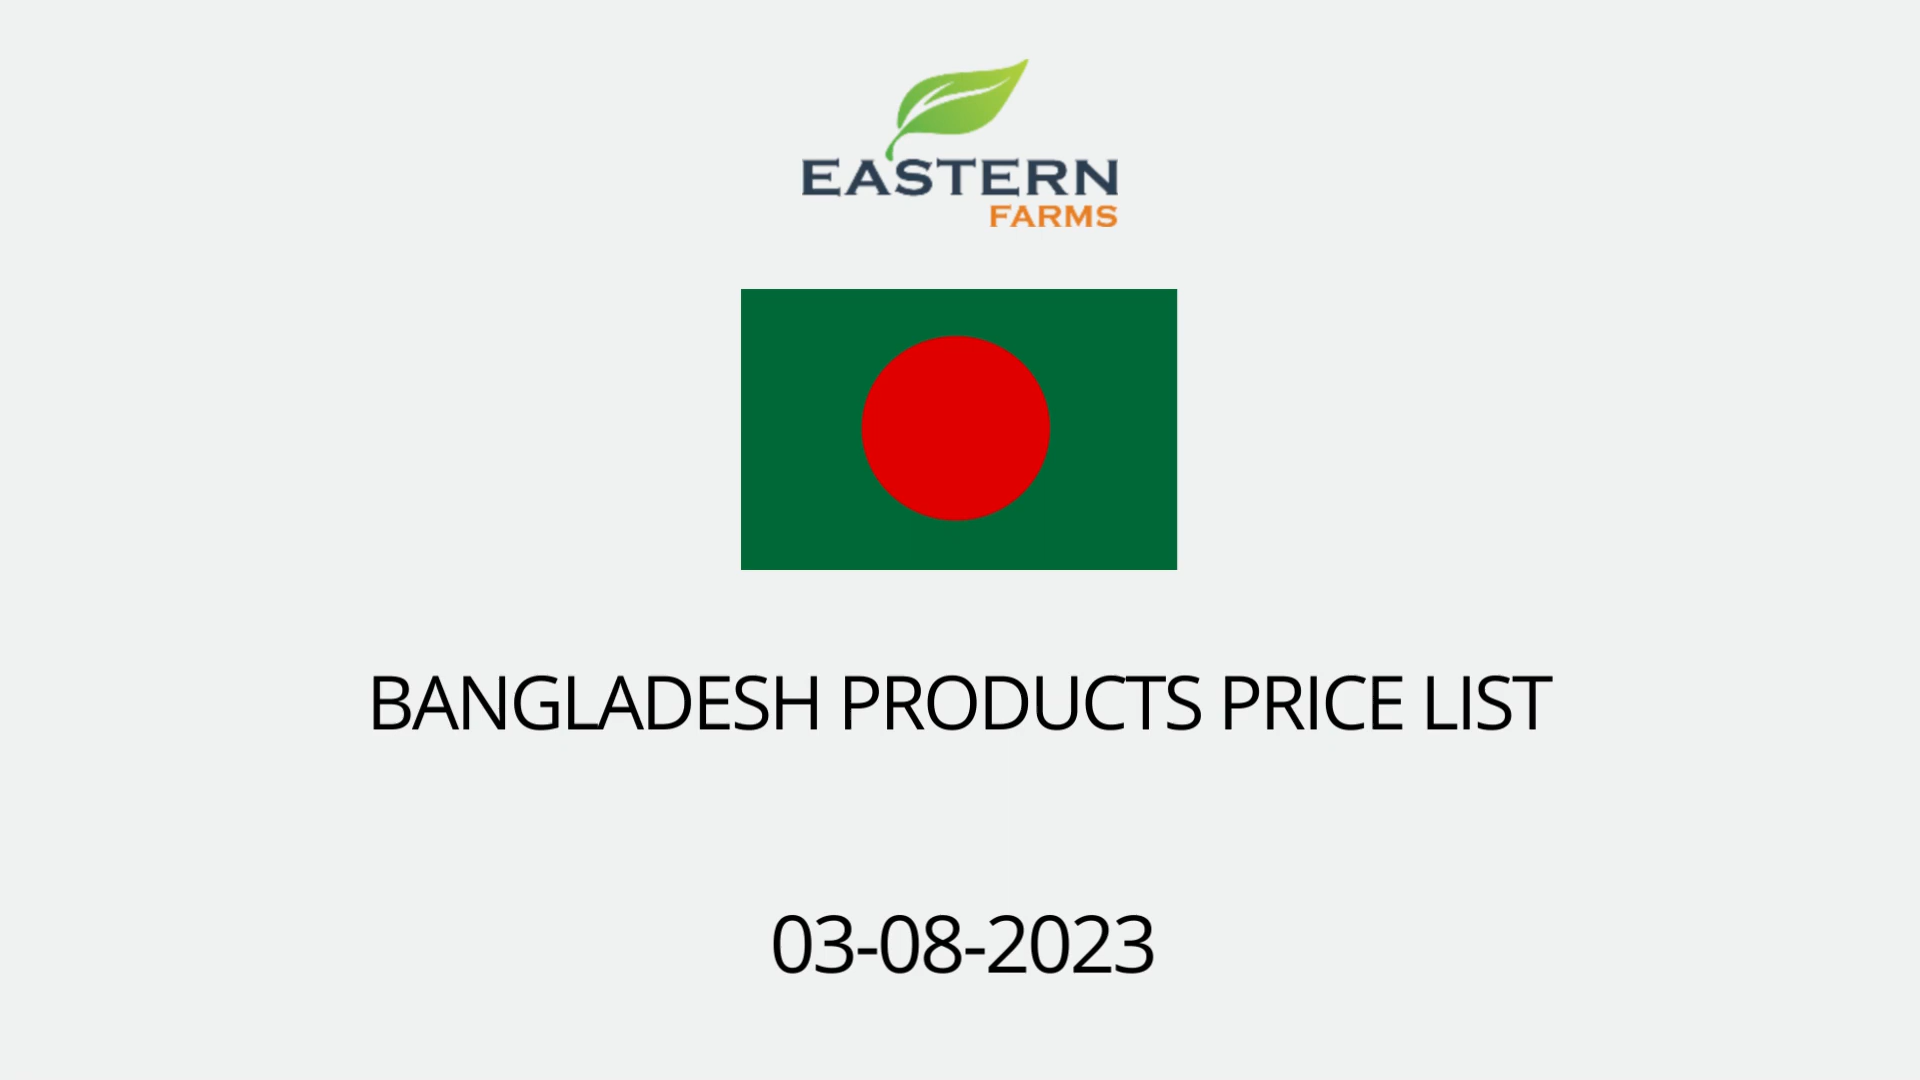 EASTERN
FARMS
BANGLADESH PRODUCTS PRICE LIST
03-08-2023